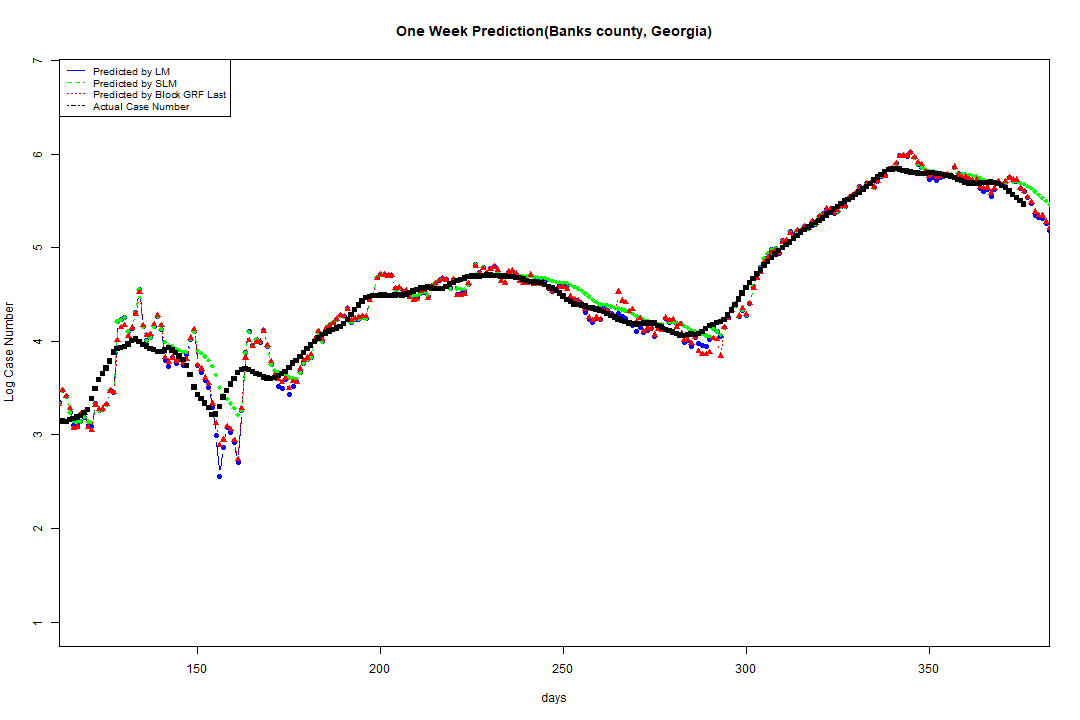 One Week Prediction(Banks county, Georgia)
Predicted by LM
Predicted by SLM
Predicted by Block GRF Last
Actual Case Number
7
6
5
4
3
2
1
Log Case Number
150 200 250 300 350
days